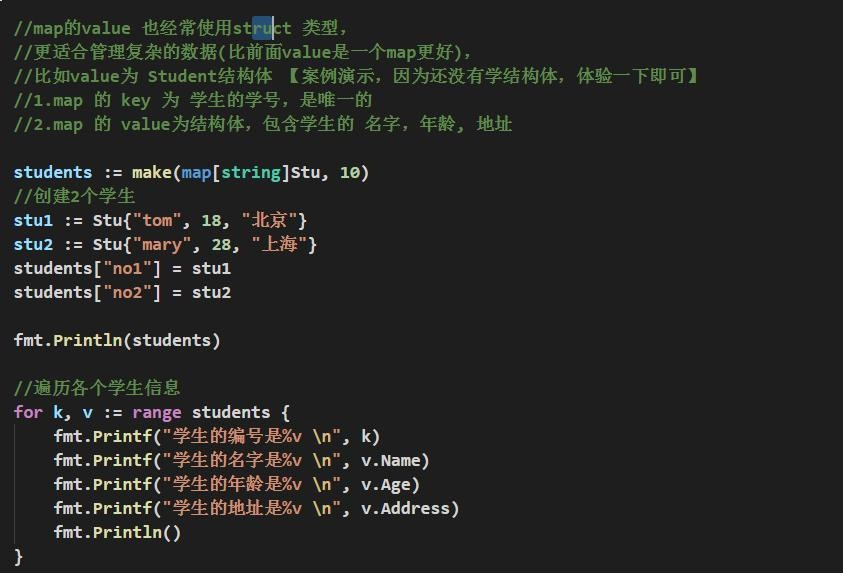 //map的value 也经常使用struct 类型，
//更适合管理复杂的数据(比前面value是一个map更好)，
//比如value为 Student结构体 【案例演示，因为还没有学结构体，体验一下即可】
//1.map 的 key 为 学生的学号，是唯一的
//2.map 的 value为结构体，包含学生的 名字，年龄, 地址
students := make(map[string]Stu, 10)
//创建2个学生
stu1 := Stu{"tom", 18, "北京"}
stu2 := Stu{"mary", 28, "上海"}
students["no1"] = stu1
students["no2"] = stu2
fmt.Println(students)
//遍历各个学生信息
for k, v := range students {
    fmt.Printf("学生的编号是%v \n", k)
    fmt.Printf("学生的名字是%v \n", v.Name)
    fmt.Printf("学生的年龄是%v \n", v.Age)
    fmt.Printf("学生的地址是%v \n", v.Address)
    fmt.Println()
}